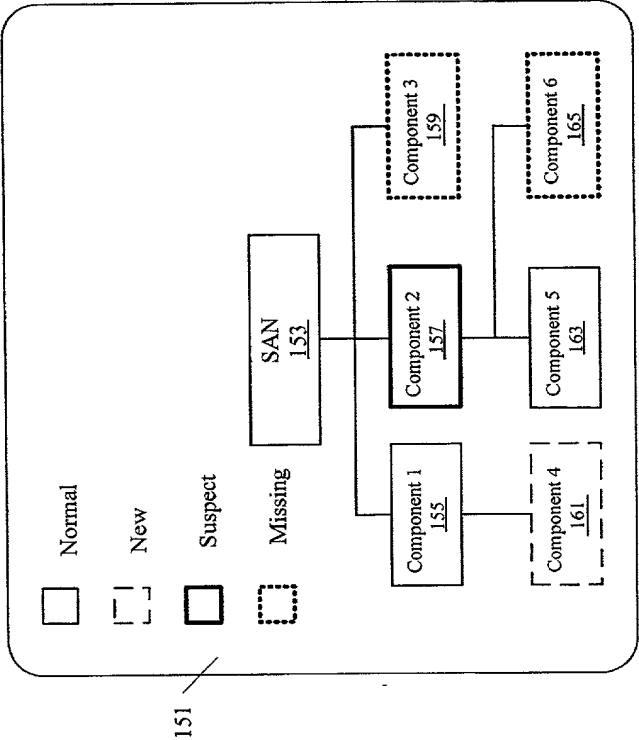 Normal
New
Suspect
Missing
SAN
153
Component 1
155
Component 2
157
Component 3
159
Component 4
161
Component 5
163
Component 6
165
151